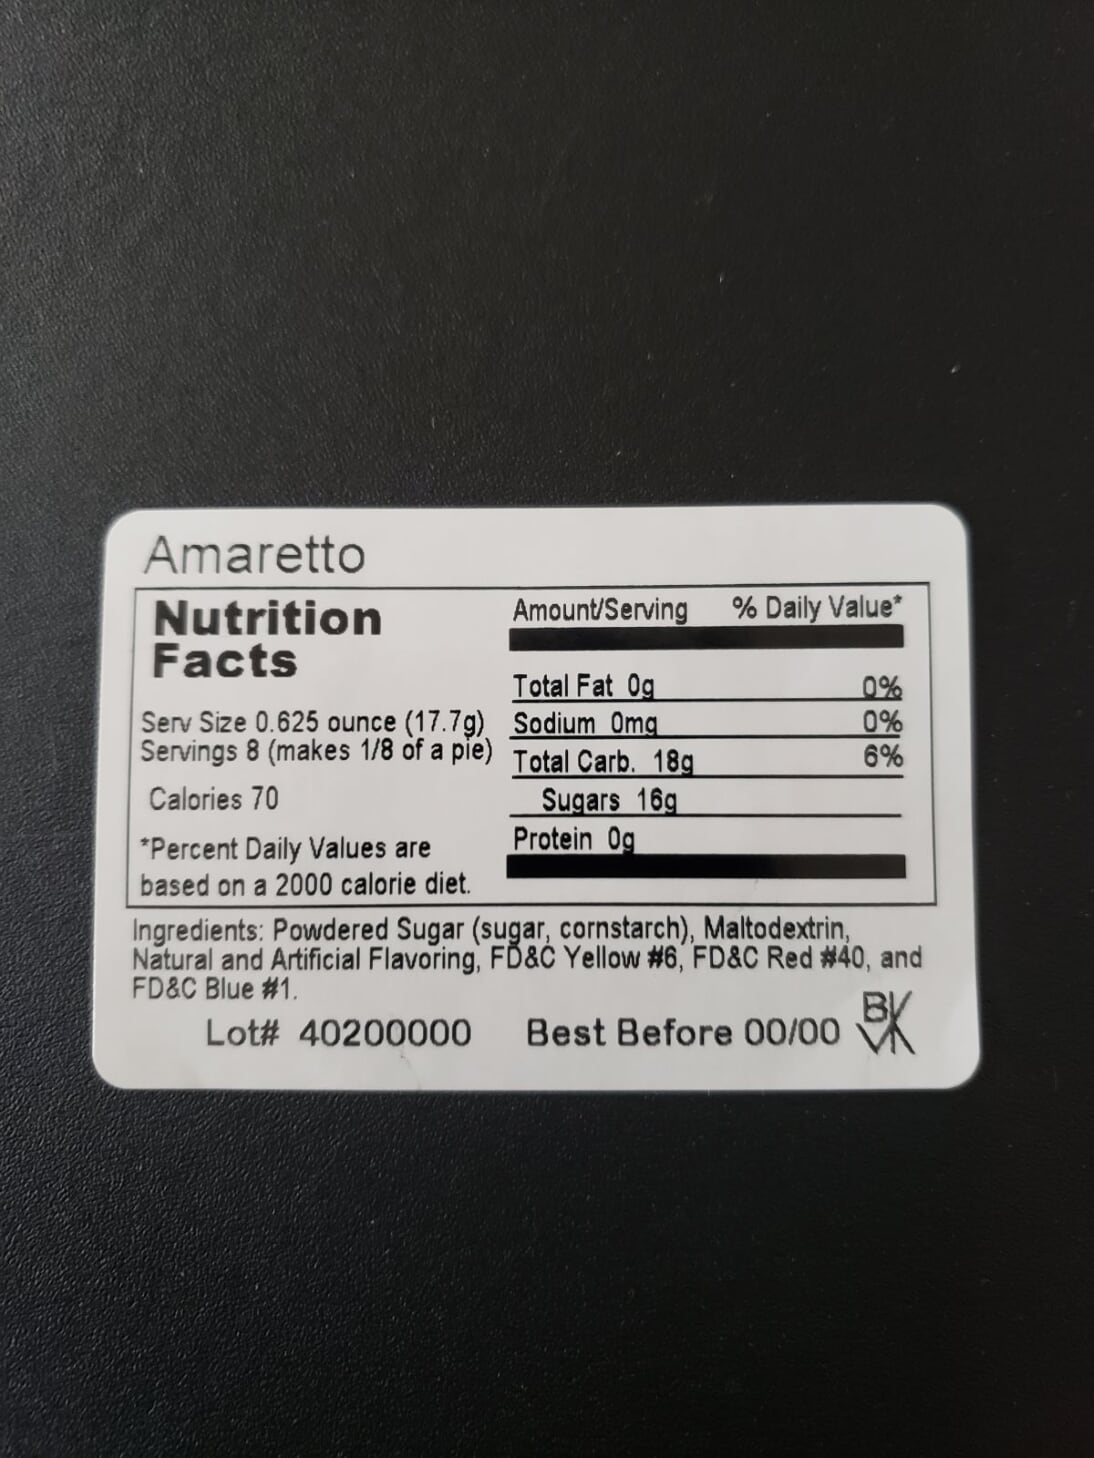 Amaretto
Nutrition
Facts
Serv Size 0.625 ounce (17.7g)
Servings 8 (makes 1/8 of a pie)
Calories 70
*Percent Daily Values are
based on a 2000 calorie diet.
Amount/Serving % Daily Value*
Total Fat 0g 0%
Sodium 0mg 0%
Total Carb. 18g 6%
Sugars 16g
Protein 0g
Ingredients: Powdered Sugar (sugar, cornstarch), Maltodextrin,
Natural and Artificial Flavoring, FD&C Yellow #6, FD&C Red #40, and
FD&C Blue #1.
Lot# 40200000 Best Before 00/00 BK